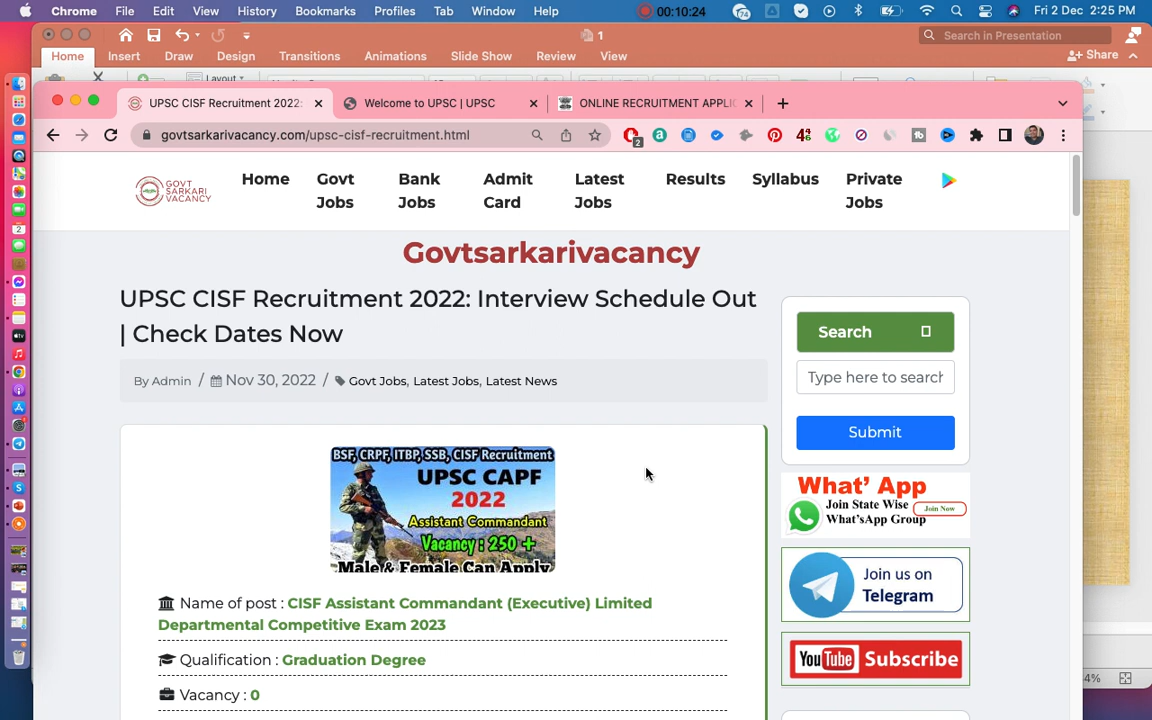 Chrome File Edit View History Bookmarks Profiles Tab Window Help 00:10:24 74 Fri 2 Dec 2:25 PM
1 Search in Presentation
Home Insert Draw Design Transitions Animations Slide Show Review View Share
Layout
UPSC CISF Recruitment 2022: Welcome to UPSC | UPSC ONLINE RECRUITMENT APPLIC
govtsarkarivacancy.com/upsc-cisf-recruitment.html 2
GOVT
SARKARI
VACANCY
Home
Govt
Jobs
Bank
Jobs
Admit
Card
Latest
Jobs
Results
Syllabus
Private
Jobs
Govtsarkarivacancy
UPSC CISF Recruitment 2022: Interview Schedule Out
| Check Dates Now
By Admin / Nov 30, 2022 / Govt Jobs, Latest Jobs, Latest News
BSF, CRPF, ITBP, SSB, CISF Recruitment
UPSC CAPF
2022
Assistant Commandant
Vacancy : 250 +
Male & Female Can Apply
Name of post : CISF Assistant Commandant (Executive) Limited
Departmental Competitive Exam 2023
Qualification : Graduation Degree
Vacancy : 0
Search
Type here to search
Submit
What' App
Join State Wise
What'sApp Group
Join Now
Join us on
Telegram
YouTube Subscribe
4%